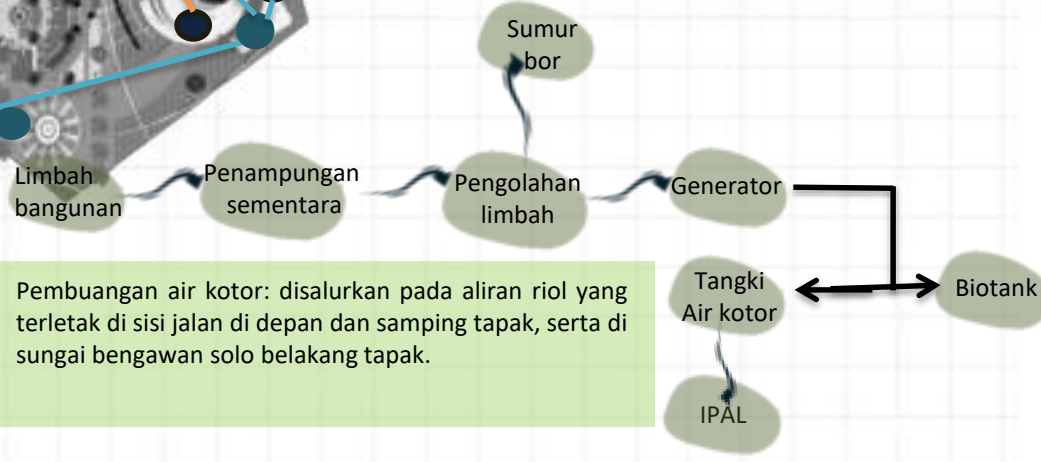 Sumur
bor
Limbah
bangunan
Penampungan
sementara
Pengolahan
limbah
Generator
Tangki
Air kotor
Biotank
IPAL
Pembuangan air kotor: disalurkan pada aliran riol yang
terletak di sisi jalan di depan dan samping tapak, serta di
sungai bengawan solo belakang tapak.